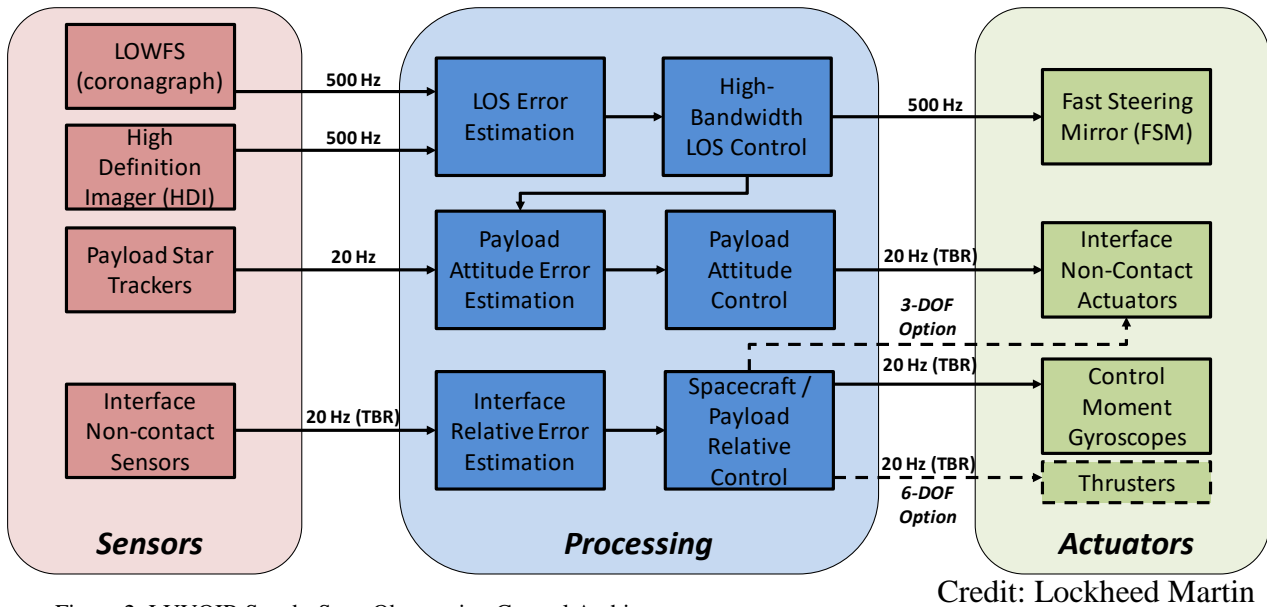 LOWFS
(coronagraph)
High
Definition
Imager (HDI)
Payload Star
Trackers
Interface
Non-contact
Sensors
Sensors
500 Hz
500 Hz
20 Hz
20 Hz (TBR)
LOS Error
Estimation
High-
Bandwidth
LOS Control
Payload
Attitude Error
Estimation
Payload
Attitude
Control
Interface
Relative Error
Estimation
Spacecraft /
Payload
Relative
Control
Processing
500 Hz
20 Hz (TBR)
3-DOF
Option
20 Hz (TBR)
20 Hz (TBR)
6-DOF
Option
Fast Steering
Mirror (FSM)
Interface
Non-Contact
Actuators
Control
Moment
Gyroscopes
Thrusters
Actuators
Credit: Lockheed Martin